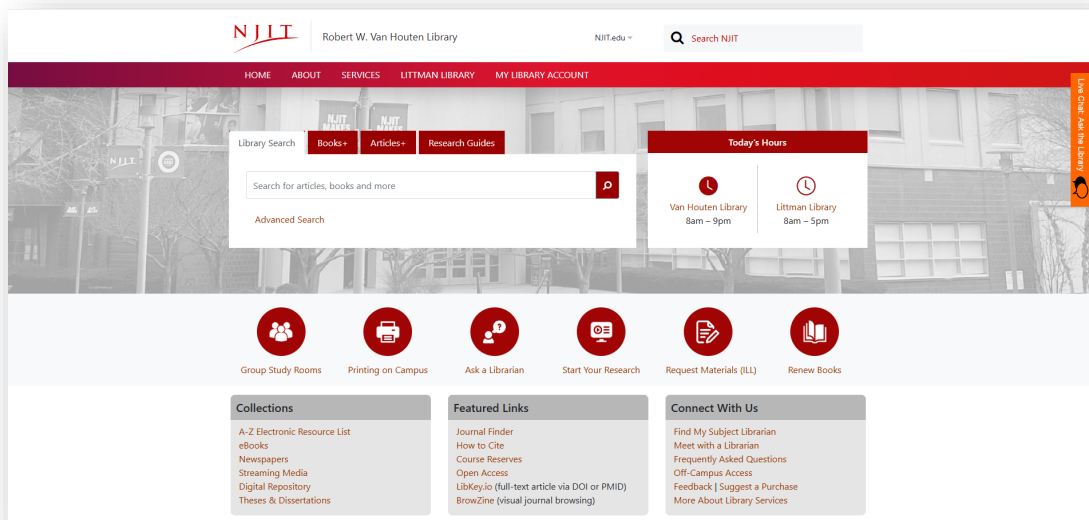 NJIT
Robert W. Van Houten Library
NJIT.edu
Search NJIT
HOME ABOUT SERVICES LITTMAN LIBRARY MY LIBRARY ACCOUNT
Live Chat: Ask the Library
NJIT
MAKES
NJIT
MAKES
NJIT
Library Search Books+ Articles+ Research Guides
Search for articles, books and more
Advanced Search
Today's Hours
Van Houten Library
8am – 9pm
Littman Library
8am – 5pm
Group Study Rooms
Printing on Campus
Ask a Librarian
Start Your Research
Request Materials (ILL)
Renew Books
Collections
A-Z Electronic Resource List
eBooks
Newspapers
Streaming Media
Digital Repository
Theses & Dissertations
Featured Links
Journal Finder
How to Cite
Course Reserves
Open Access
LibKey.io (full-text article via DOI or PMID)
BrowZine (visual journal browsing)
Connect With Us
Find My Subject Librarian
Meet with a Librarian
Frequently Asked Questions
Off-Campus Access
Feedback | Suggest a Purchase
More About Library Services